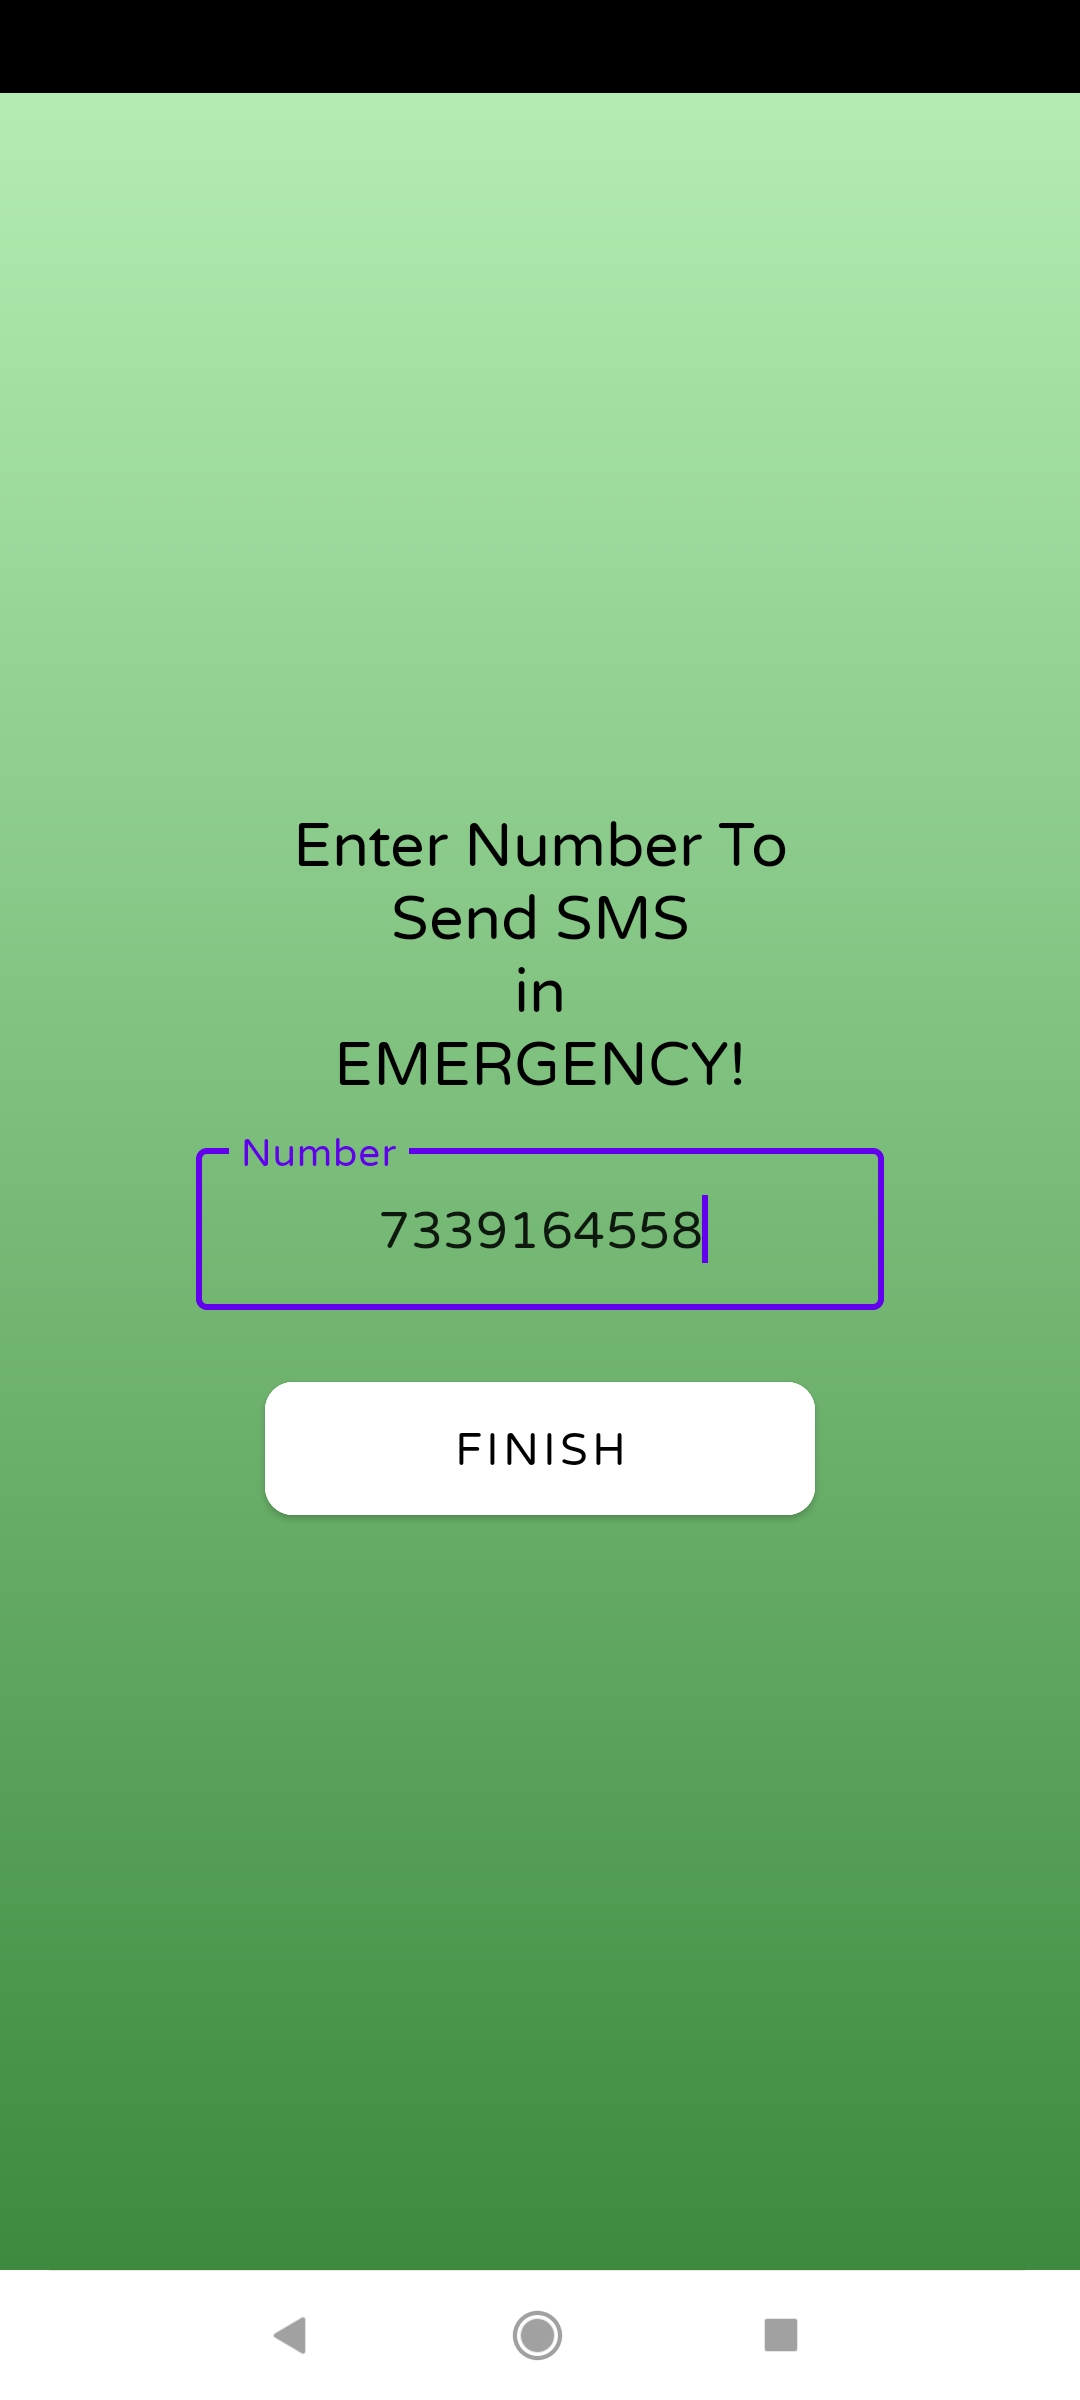 Enter Number To
Send SMS
in
EMERGENCY!
Number
7339164558
FINISH